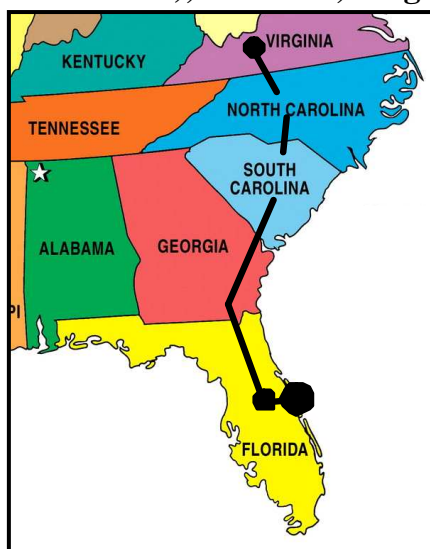 VIRGINIA
KENTUCKY
NORTH CAROLINA
TENNESSEE
SOUTH
CAROLINA
ALABAMA
GEORGIA
PI
FLORIDA